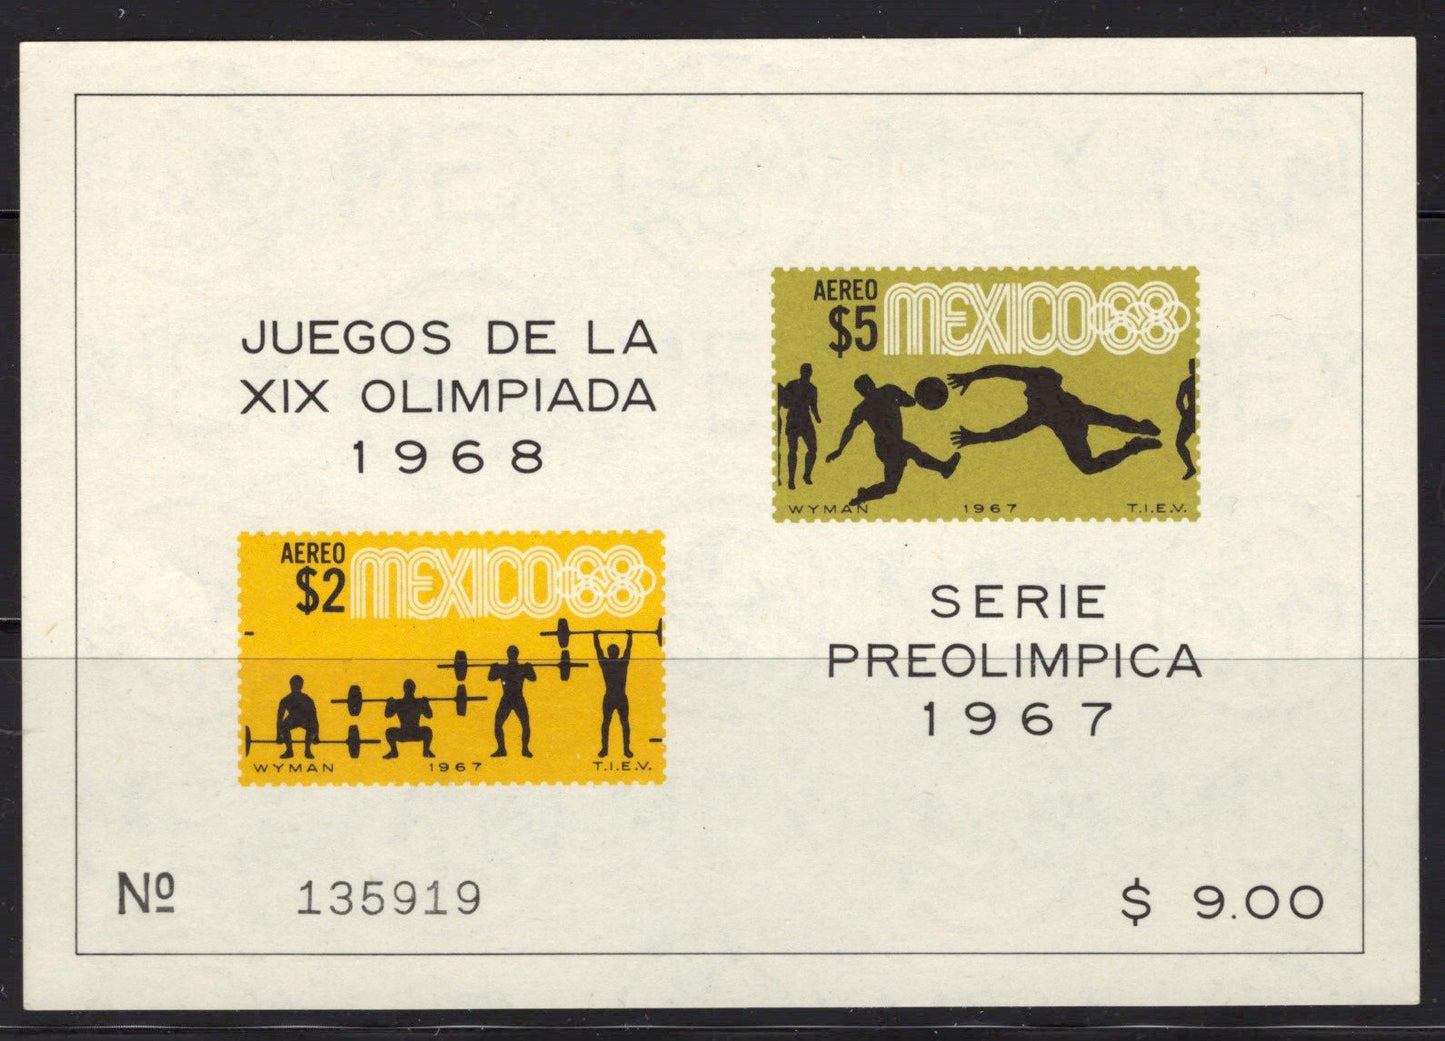 JUEGOS DE LA
XIX OLIMPIADA
1968
AEREO
$5
MEXICO68
WYMAN 1967 T.I.E.V.
AEREO
$2
MEXICO68
WYMAN 1967 T.I.E.V.
SERIE
PREOLIMPICA
1967
Nº 135919
$ 9.00